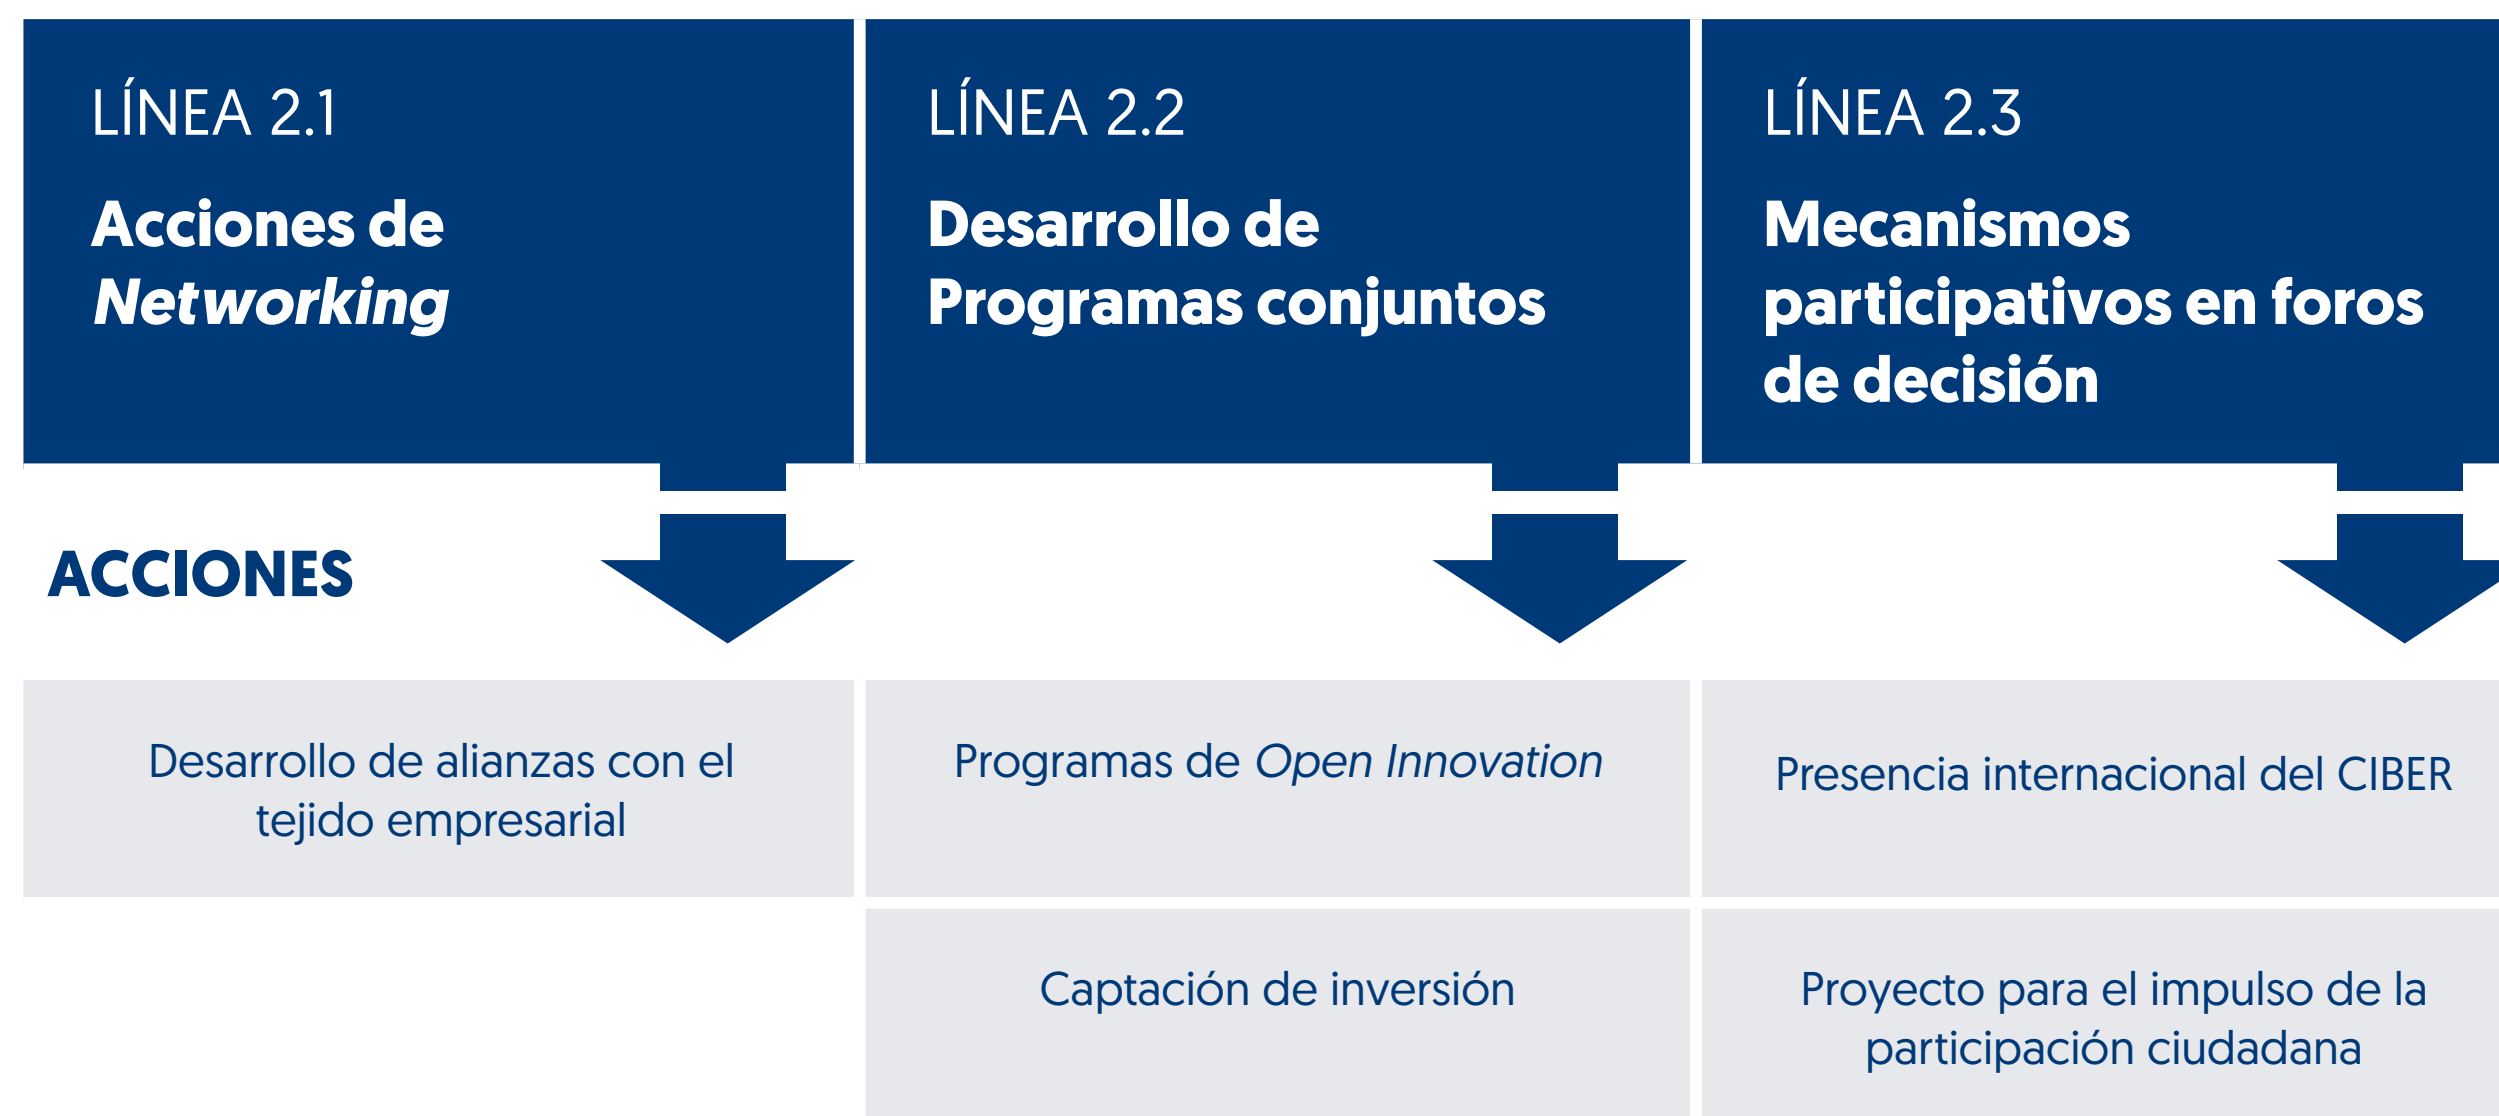 LÍNEA 2.1
Acciones de
Networking
LÍNEA 2.2
Desarrollo de
Programas conjuntos
LÍNEA 2.3
Mecanismos
participativos en foros
de decisión
ACCIONES
Desarrollo de alianzas con el
tejido empresarial
Programas de Open Innovation
Presencia internacional del CIBER
Captación de inversión
Proyecto para el impulso de la
participación ciudadana